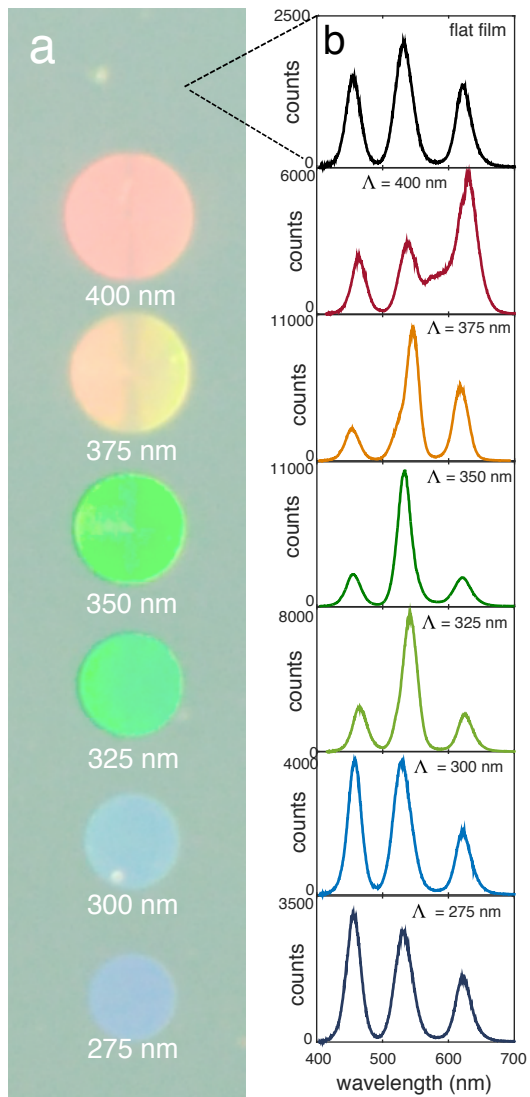 a
400 nm
375 nm
350 nm
325 nm
300 nm
275 nm
b
2500
flat film
counts
0
6000
Λ = 400 nm
counts
0
11000
Λ = 375 nm
counts
0
11000
Λ = 350 nm
counts
0
8000
Λ = 325 nm
counts
0
4000
Λ = 300 nm
counts
0
3500
Λ = 275 nm
counts
0
400 500 600 700
wavelength (nm)